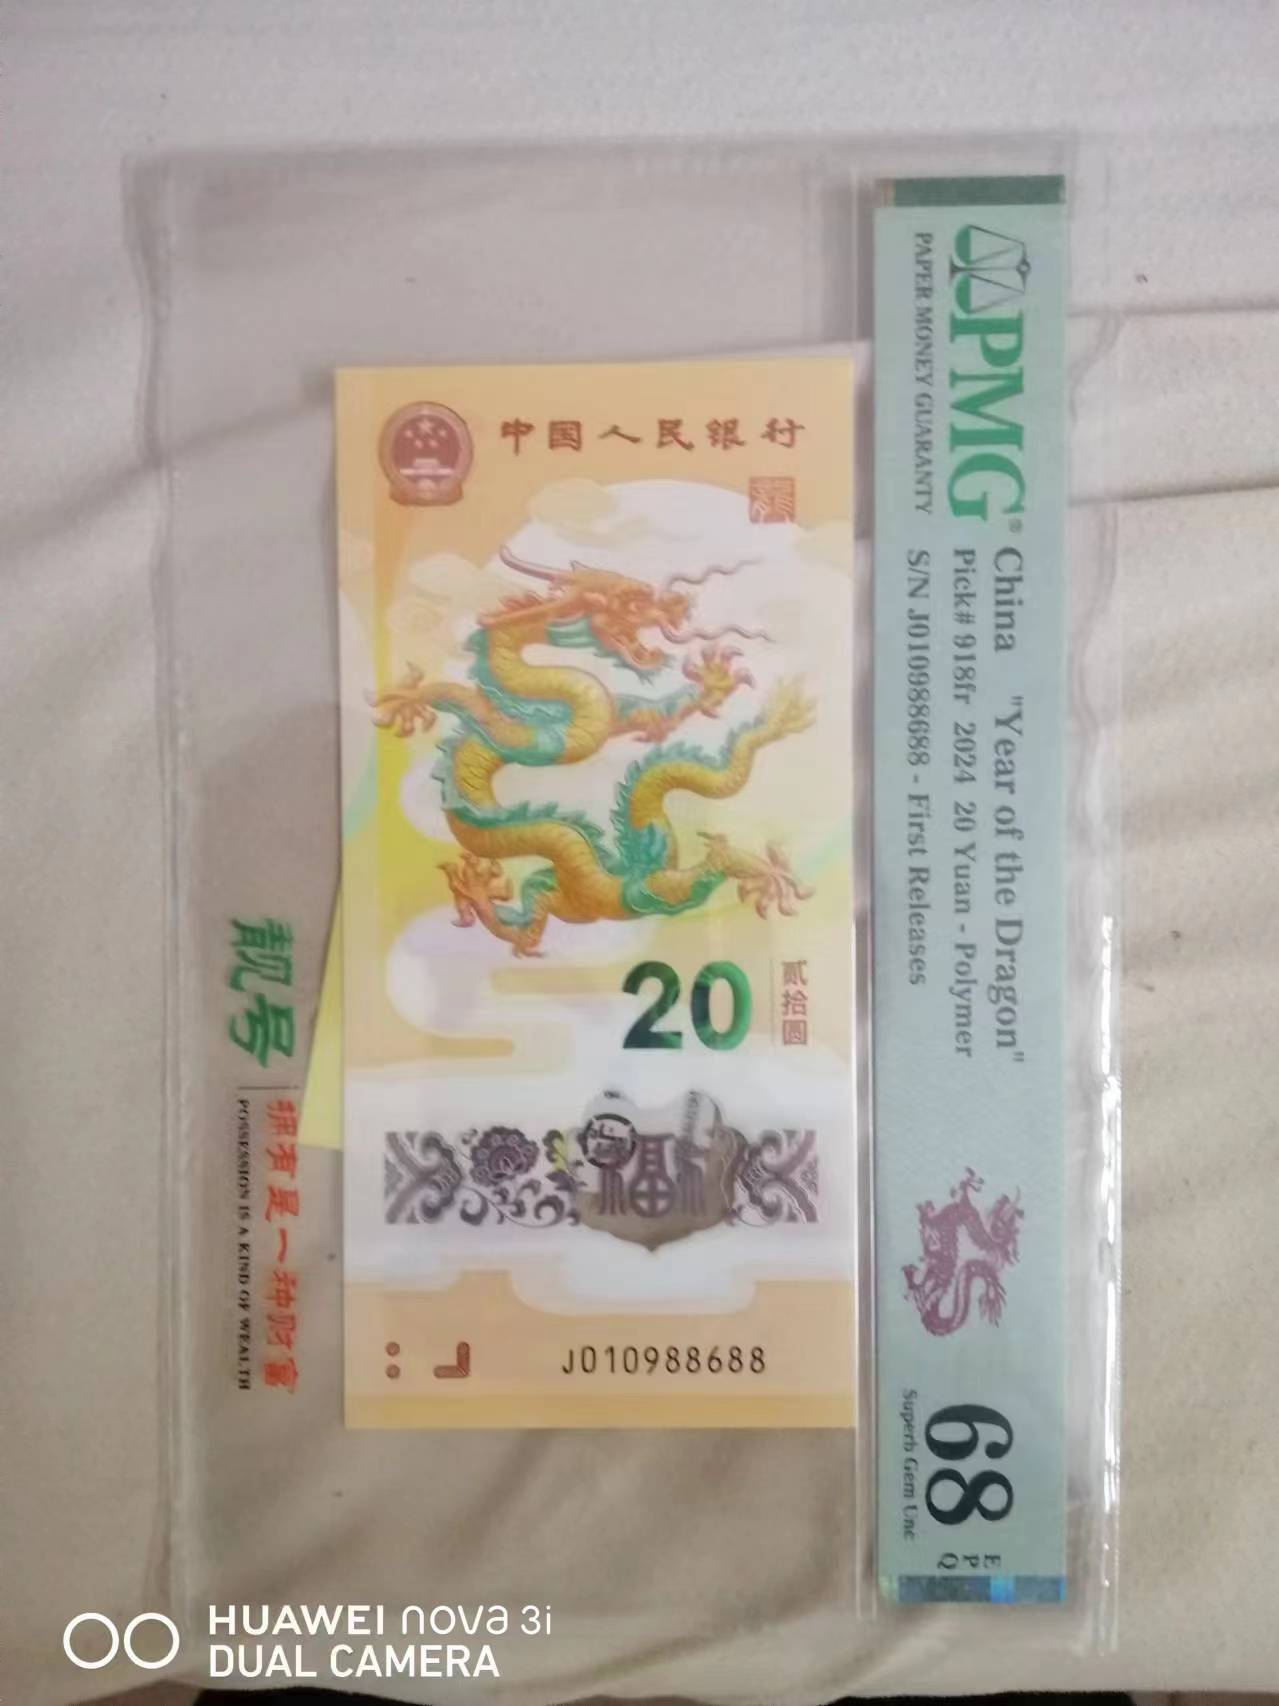 PMG®
PAPER MONEY GUARANTY
China "Year of the Dragon"
Pick# 918fr 2024 20 Yuan - Polymer
S/N J010988688 - First Releases
68
EPQ
Superb Gem Unc
中国人民银行
20
贰拾圆
福
J010988688
靓号
拥有是一种财富
POSSESSION IS A KIND OF WEALTH
HUAWEI nova 3i
DUAL CAMERA